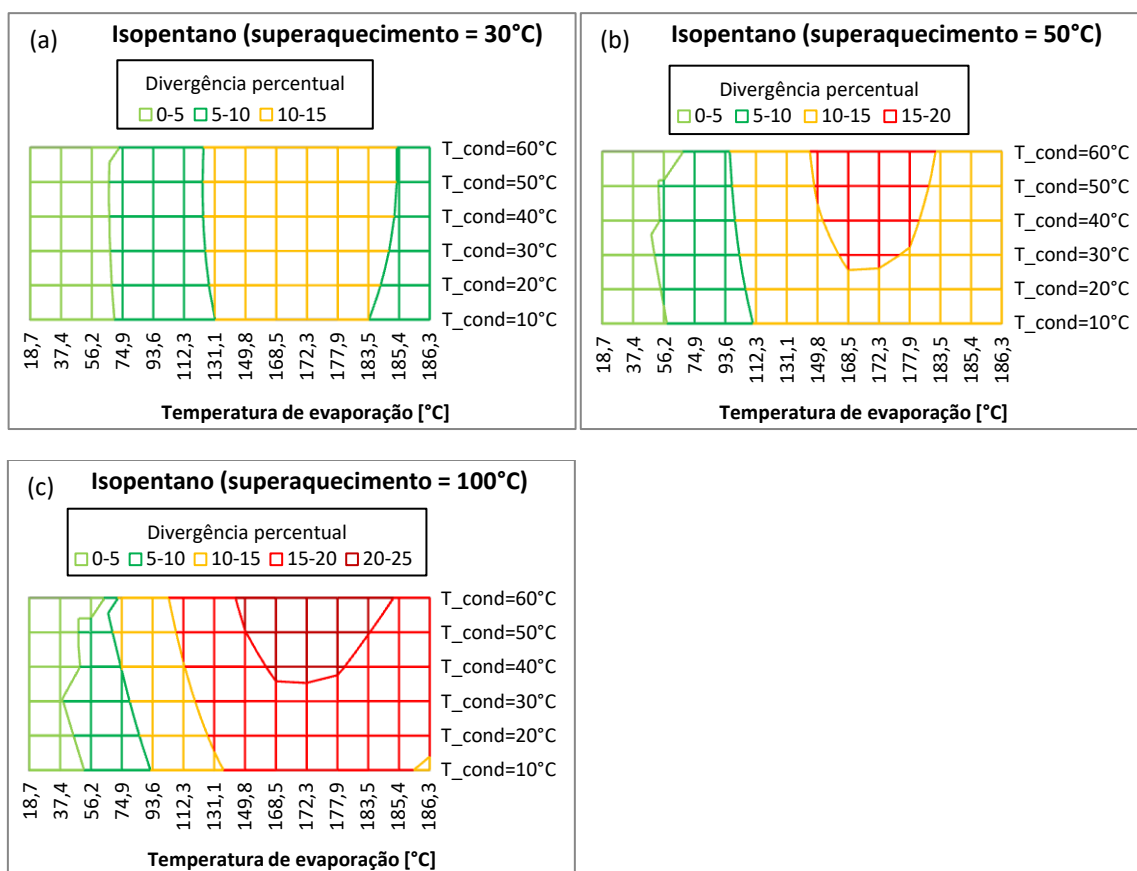 (a) Isopentano (superaquecimento = 30°C)
Divergência percentual
0-5 5-10 10-15
T_cond=60°C
T_cond=50°C
T_cond=40°C
T_cond=30°C
T_cond=20°C
T_cond=10°C
18,7 37,4 56,2 74,9 93,6 112,3 131,1 149,8 168,5 172,3 177,9 183,5 185,4 186,3
Temperatura de evaporação [°C]
(b) Isopentano (superaquecimento = 50°C)
Divergência percentual
0-5 5-10 10-15 15-20
T_cond=60°C
T_cond=50°C
T_cond=40°C
T_cond=30°C
T_cond=20°C
T_cond=10°C
18,7 37,4 56,2 74,9 93,6 112,3 131,1 149,8 168,5 172,3 177,9 183,5 185,4 186,3
Temperatura de evaporação [°C]
(c) Isopentano (superaquecimento = 100°C)
Divergência percentual
0-5 5-10 10-15 15-20 20-25
T_cond=60°C
T_cond=50°C
T_cond=40°C
T_cond=30°C
T_cond=20°C
T_cond=10°C
18,7 37,4 56,2 74,9 93,6 112,3 131,1 149,8 168,5 172,3 177,9 183,5 185,4 186,3
Temperatura de evaporação [°C]